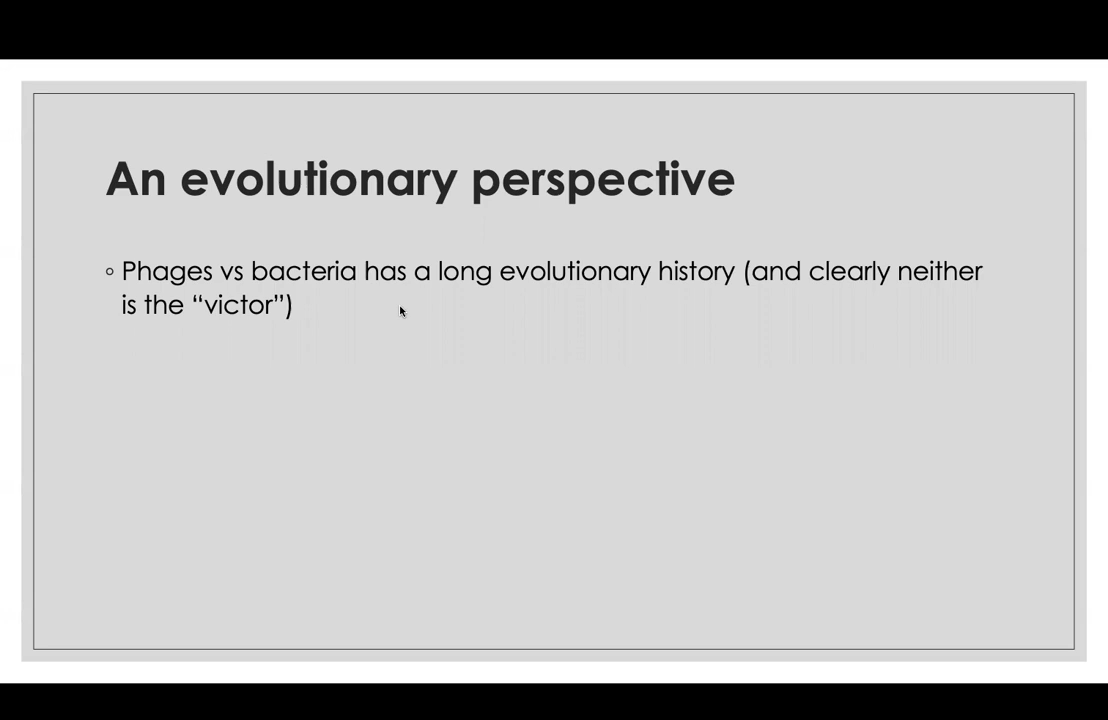 An evolutionary perspective
◦ Phages vs bacteria has a long evolutionary history (and clearly neither
is the “victor”)